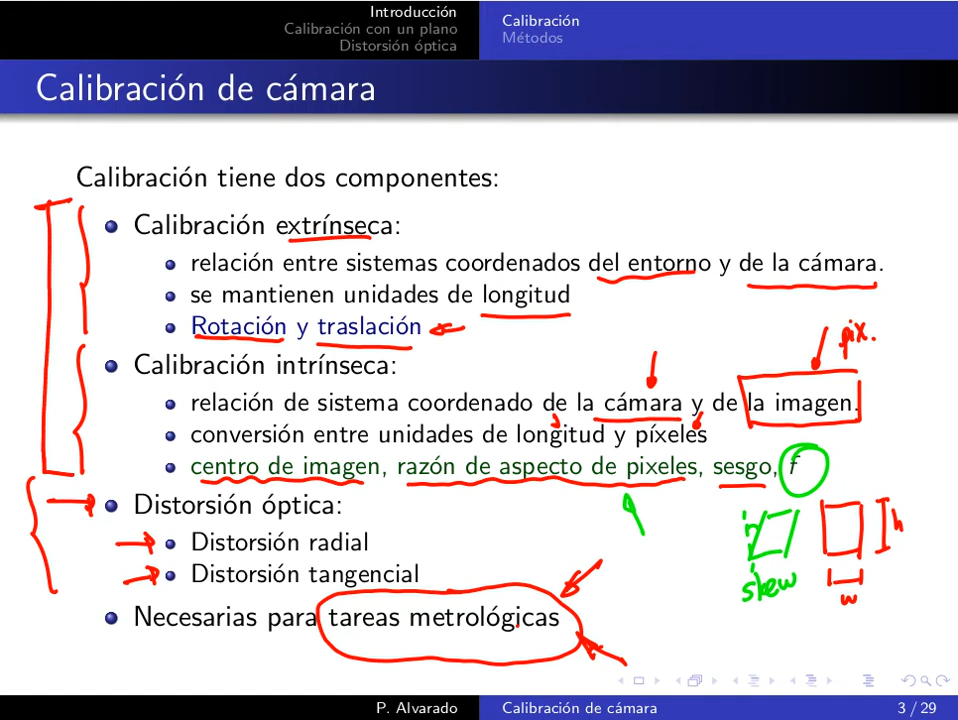 Introducción
Calibración con un plano
Distorsión óptica
Calibración
Métodos
Calibración de cámara
Calibración tiene dos componentes:
Calibración extrínseca:
relación entre sistemas coordenados del entorno y de la cámara.
se mantienen unidades de longitud
Rotación y traslación
pix.
Calibración intrínseca:
relación de sistema coordenado de la cámara y de la imagen.
conversión entre unidades de longitud y píxeles
centro de imagen, razón de aspecto de pixeles, sesgo, f
Distorsión óptica:
h
Distorsión radial
Distorsión tangencial
skew
w
Necesarias para tareas metrológicas
P. Alvarado
Calibración de cámara
3 / 29